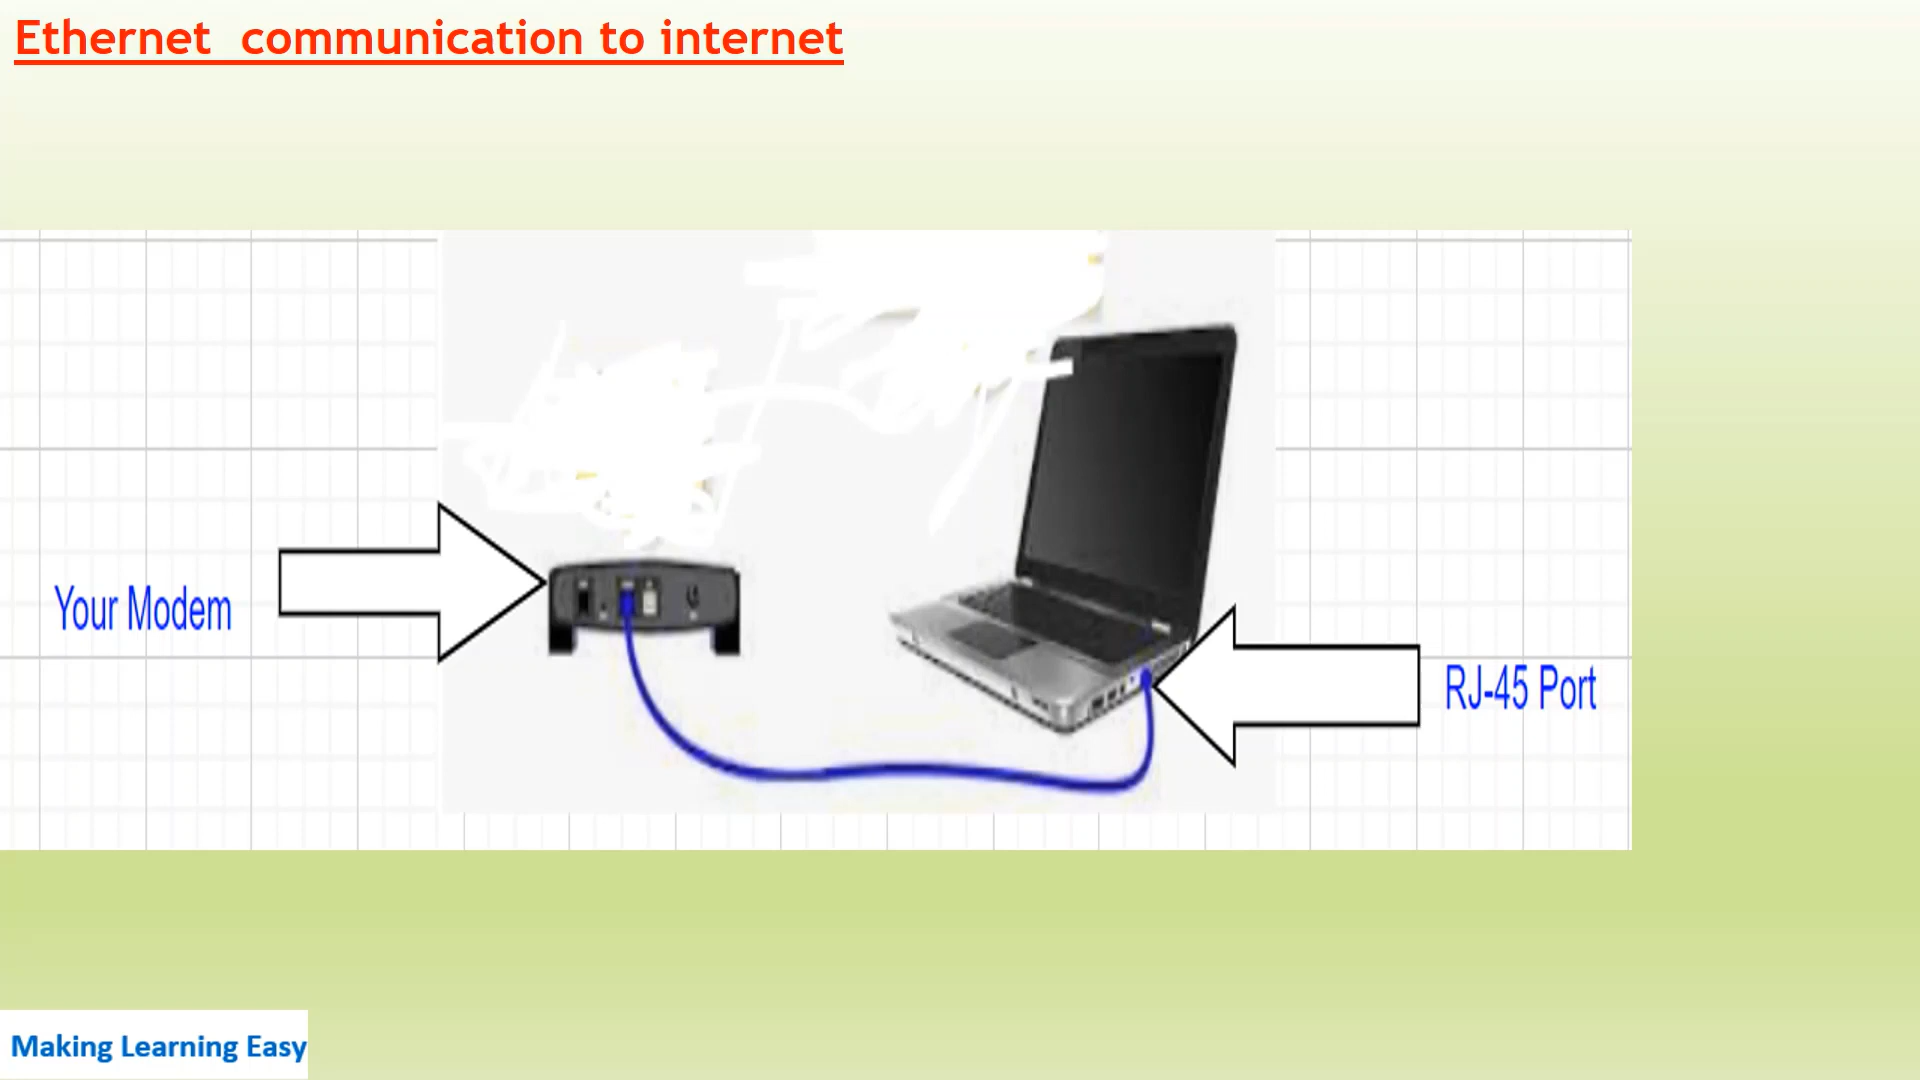 Ethernet communication to internet
Your Modem
RJ-45 Port
Making Learning Easy